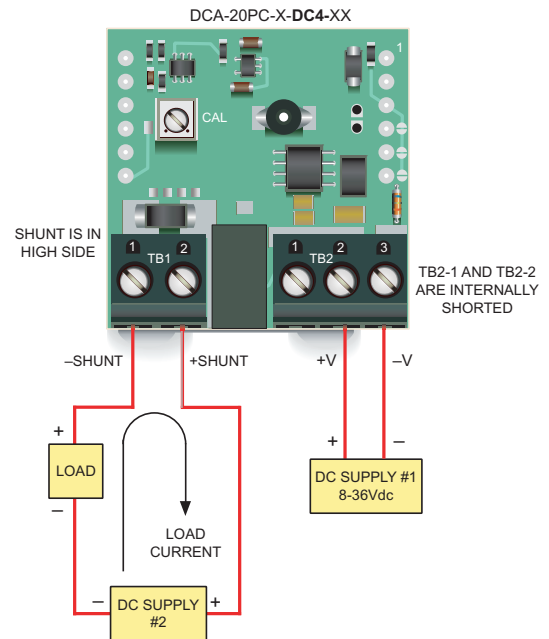 DCA-20PC-X-DC4-XX
1
CAL
SHUNT IS IN
HIGH SIDE
1 2
TB1
1 2 3
TB2
TB2-1 AND TB2-2
ARE INTERNALLY
SHORTED
–SHUNT +SHUNT
+V –V
+
LOAD
–
LOAD
CURRENT
+ –
DC SUPPLY #1
8-36Vdc
– +
DC SUPPLY
#2